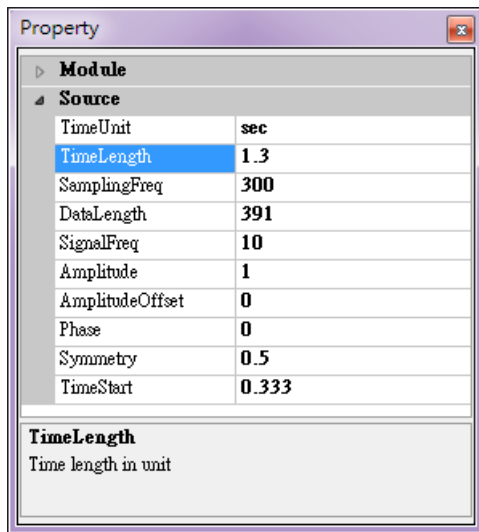 Property
Module
Source
TimeUnit sec
TimeLength 1.3
SamplingFreq 300
DataLength 391
SignalFreq 10
Amplitude 1
AmplitudeOffset 0
Phase 0
Symmetry 0.5
TimeStart 0.333
TimeLength
Time length in unit